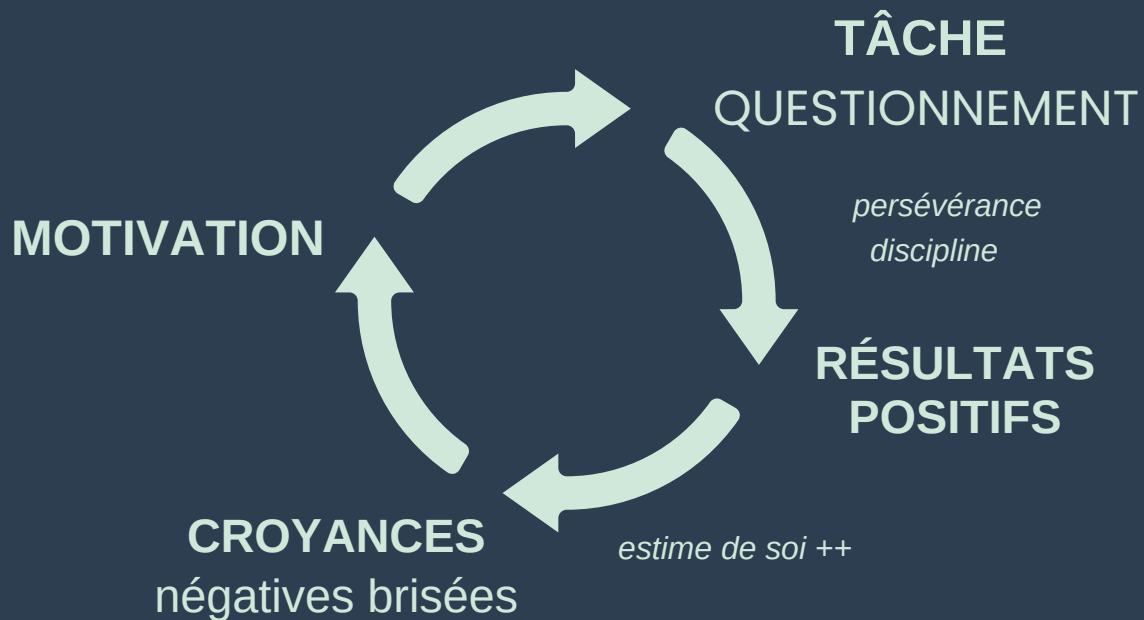 TÂCHE
QUESTIONNEMENT
persévérance
discipline
MOTIVATION
RÉSULTATS
POSITIFS
CROYANCES
négatives brisées
estime de soi ++